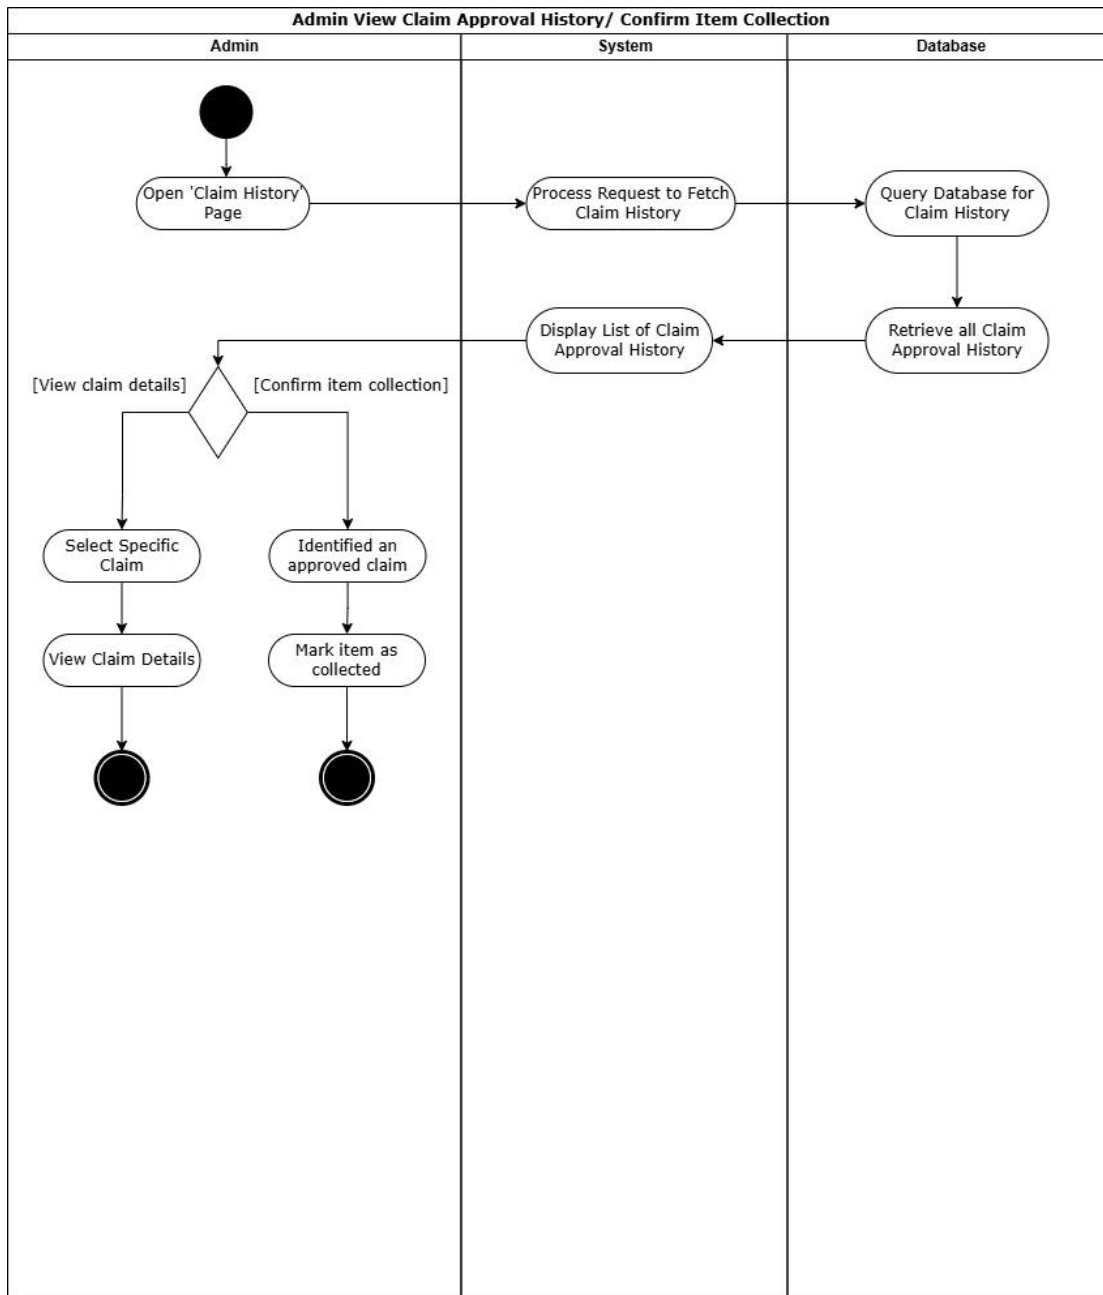 Admin View Claim Approval History/ Confirm Item Collection
Admin
System
Database
Open 'Claim History'
Page
Process Request to Fetch
Claim History
Query Database for
Claim History
Display List of Claim
Approval History
Retrieve all Claim
Approval History
[View claim details]
[Confirm item collection]
Select Specific
Claim
Identified an
approved claim
View Claim Details
Mark item as
collected